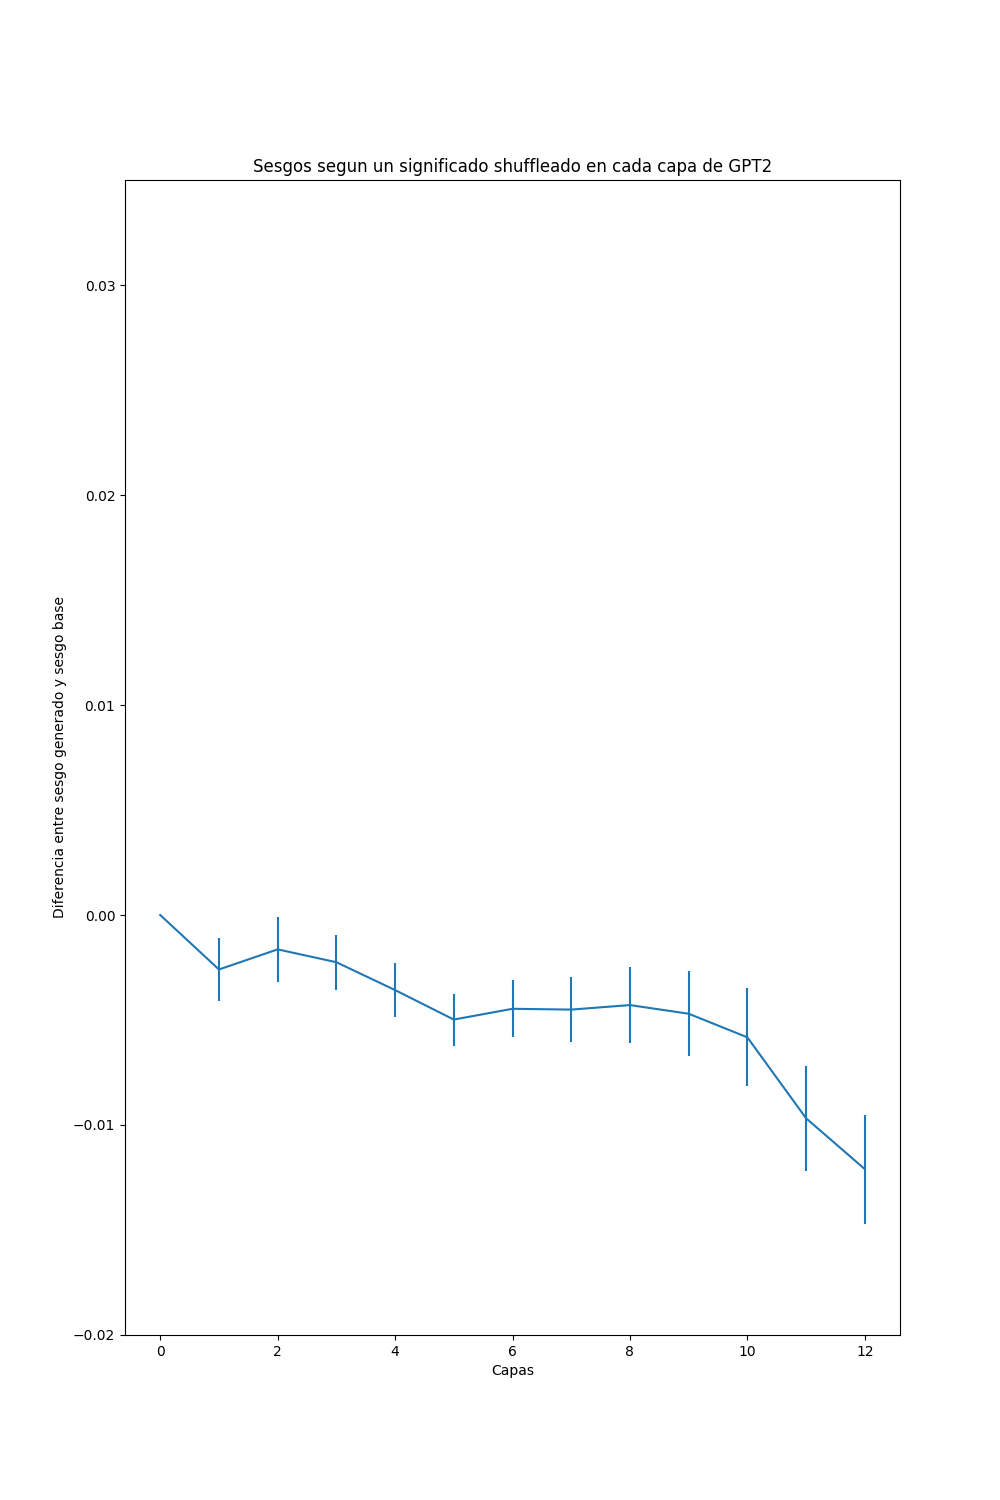 Sesgos segun un significado shuffleado en cada capa de GPT2
Diferencia entre sesgo generado y sesgo base
0.03
0.02
0.01
0.00
−0.01
−0.02
0 2 4 6 8 10 12
Capas